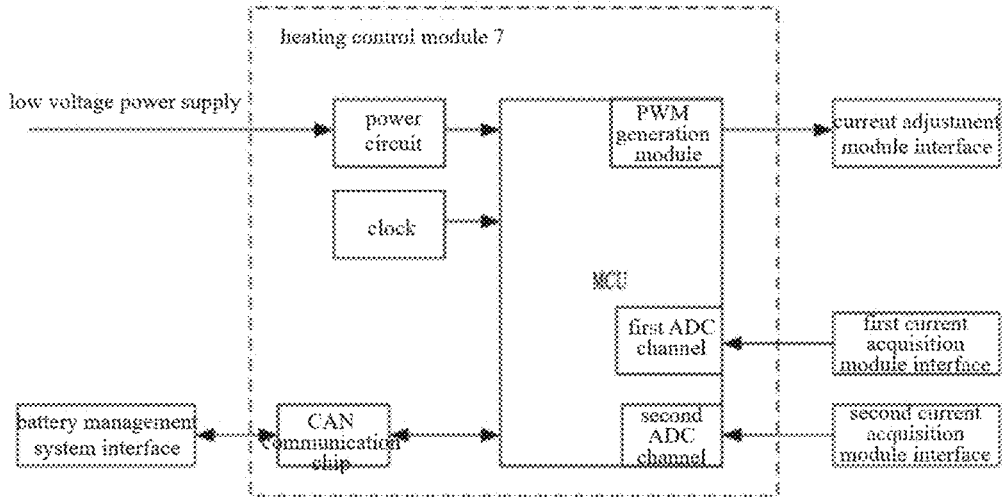 heating control module 7
low voltage power supply
power
circuit
PWM
generation
module
current adjustment
module interface
clock
MCU
first ADC
channel
first current
acquisition
module interface
battery management
system interface
CAN
communication
chip
second
ADC
channel
second current
acquisition
module interface